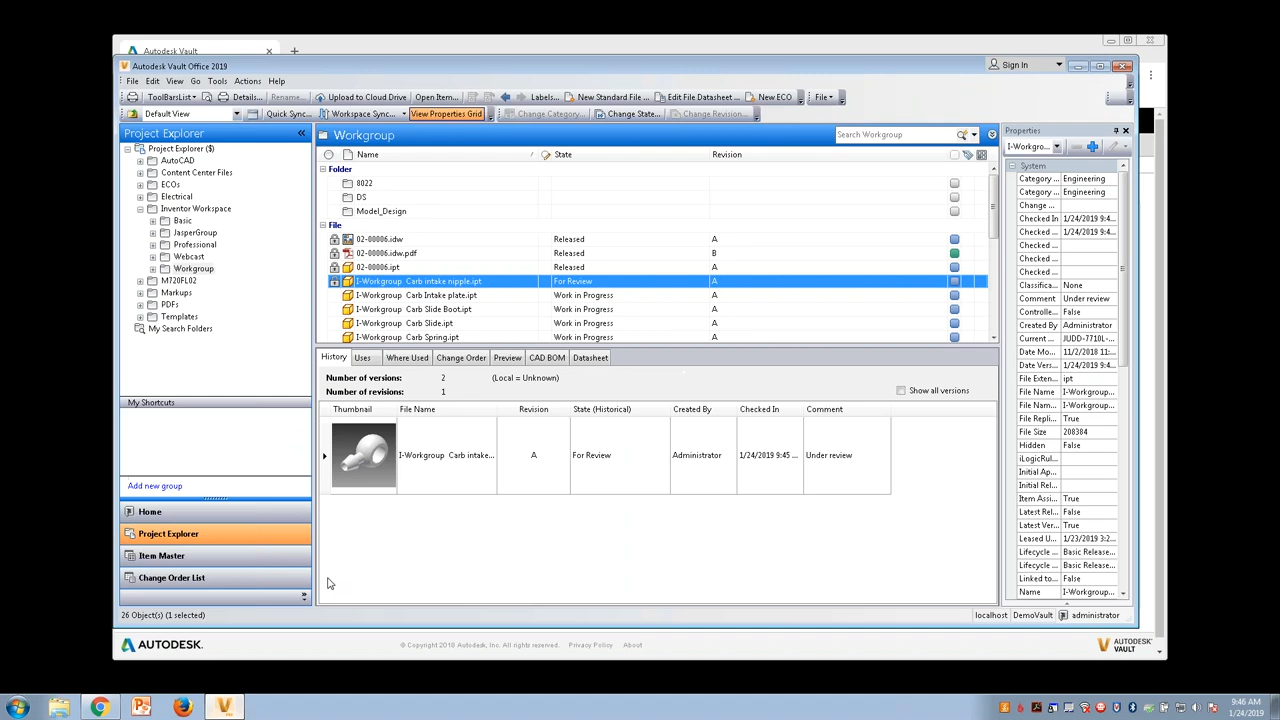 Autodesk Vault
Autodesk Vault Office 2019
Sign In
File Edit View Go Tools Actions Help
ToolBarsList Details... Rename... Upload to Cloud Drive Open Item... Labels... New Standard File... Edit File Datasheet... New ECO File
Default View Quick Sync... Workspace Sync... View Properties Grid Change Category... Change State... Change Revision...
Project Explorer
Project Explorer ($)
AutoCAD
Content Center Files
ECOs
Electrical
Inventor Workspace
Basic
JasperGroup
Professional
Webcast
Workgroup
M720FL02
Markups
PDFs
Templates
My Search Folders
My Shortcuts
Add new group
Home
Project Explorer
Item Master
Change Order List
Workgroup
Search Workgroup
Name State Revision
Folder
8022
DS
Model_Design
File
02-00006.idw Released A
02-00006.idw.pdf Released B
02-00006.ipt Released A
I-Workgroup Carb intake nipple.ipt For Review A
I-Workgroup Carb Intake plate.ipt Work in Progress A
I-Workgroup Carb Slide Boot.ipt Work in Progress A
I-Workgroup Carb Slide.ipt Work in Progress A
I-Workgroup Carb Spring.ipt Work in Progress A
History Uses Where Used Change Order Preview CAD BOM Datasheet
Number of versions: 2 (Local = Unknown)
Number of revisions: 1
Show all versions
Thumbnail File Name Revision State (Historical) Created By Checked In Comment
I-Workgroup Carb intake... A For Review Administrator 1/24/2019 9:45 ... Under review
Properties
I-Workgro...
System
Category ... Engineering
Category ... Engineering
Change ...
Checked In 1/24/2019 9:4...
Checked ... 1/24/2019 9:4...
Checked ...
Checked ...
Checked ...
Classifica... None
Comment Under review
Controlle... False
Created By Administrator
Current ... JUDD-7710L-...
Date Mo... 11/2/2018 11:...
Date Vers... 1/24/2019 9:4...
File Exten... ipt
File Name I-Workgroup...
File Nam... I-Workgroup...
File Repli... True
File Size 208384
Hidden False
iLogicRul...
Initial Ap...
Initial Rel...
Item Assi... True
Latest Rel... False
Latest Ver... True
Leased U... 1/23/2019 3:2...
Lifecycle ... Basic Release...
Lifecycle ... Basic Release...
Linked to... False
Name I-Workgroup...
26 Object(s) (1 selected)
localhost DemoVault administrator
AUTODESK.
© Copyright 2018 Autodesk, Inc. All rights reserved. Privacy Policy About
AUTODESK
VAULT
9:46 AM
1/24/2019